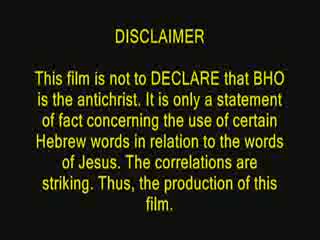 DISCLAIMER
This film is not to DECLARE that BHO
is the antichrist. It is only a statement
of fact concerning the use of certain
Hebrew words in relation to the words
of Jesus. The correlations are
striking. Thus, the production of this
film.